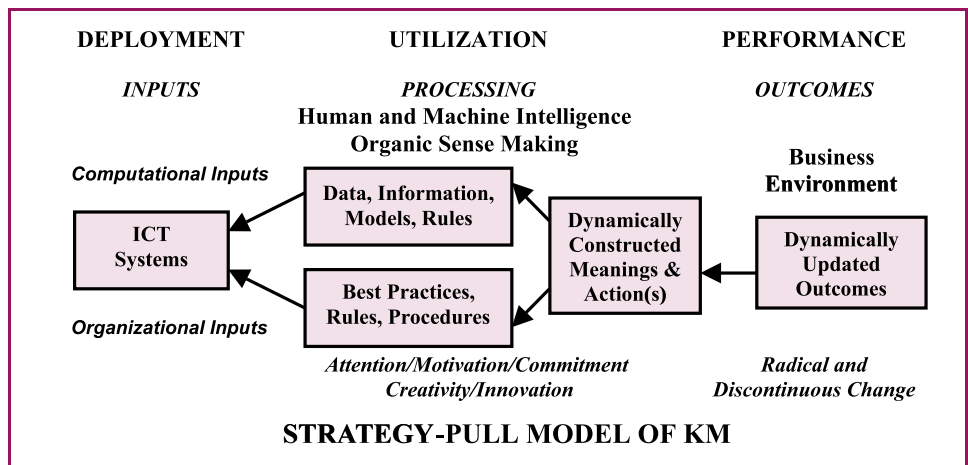 DEPLOYMENT
UTILIZATION
PERFORMANCE
INPUTS
PROCESSING
OUTCOMES
Human and Machine Intelligence
Organic Sense Making
Computational Inputs
Business
Environment
Data, Information,
Models, Rules
ICT
Systems
Dynamically
Constructed
Meanings &
Action(s)
Dynamically
Updated
Outcomes
Best Practices,
Rules, Procedures
Organizational Inputs
Attention/Motivation/Commitment
Creativity/Innovation
Radical and
Discontinuous Change
STRATEGY-PULL MODEL OF KM